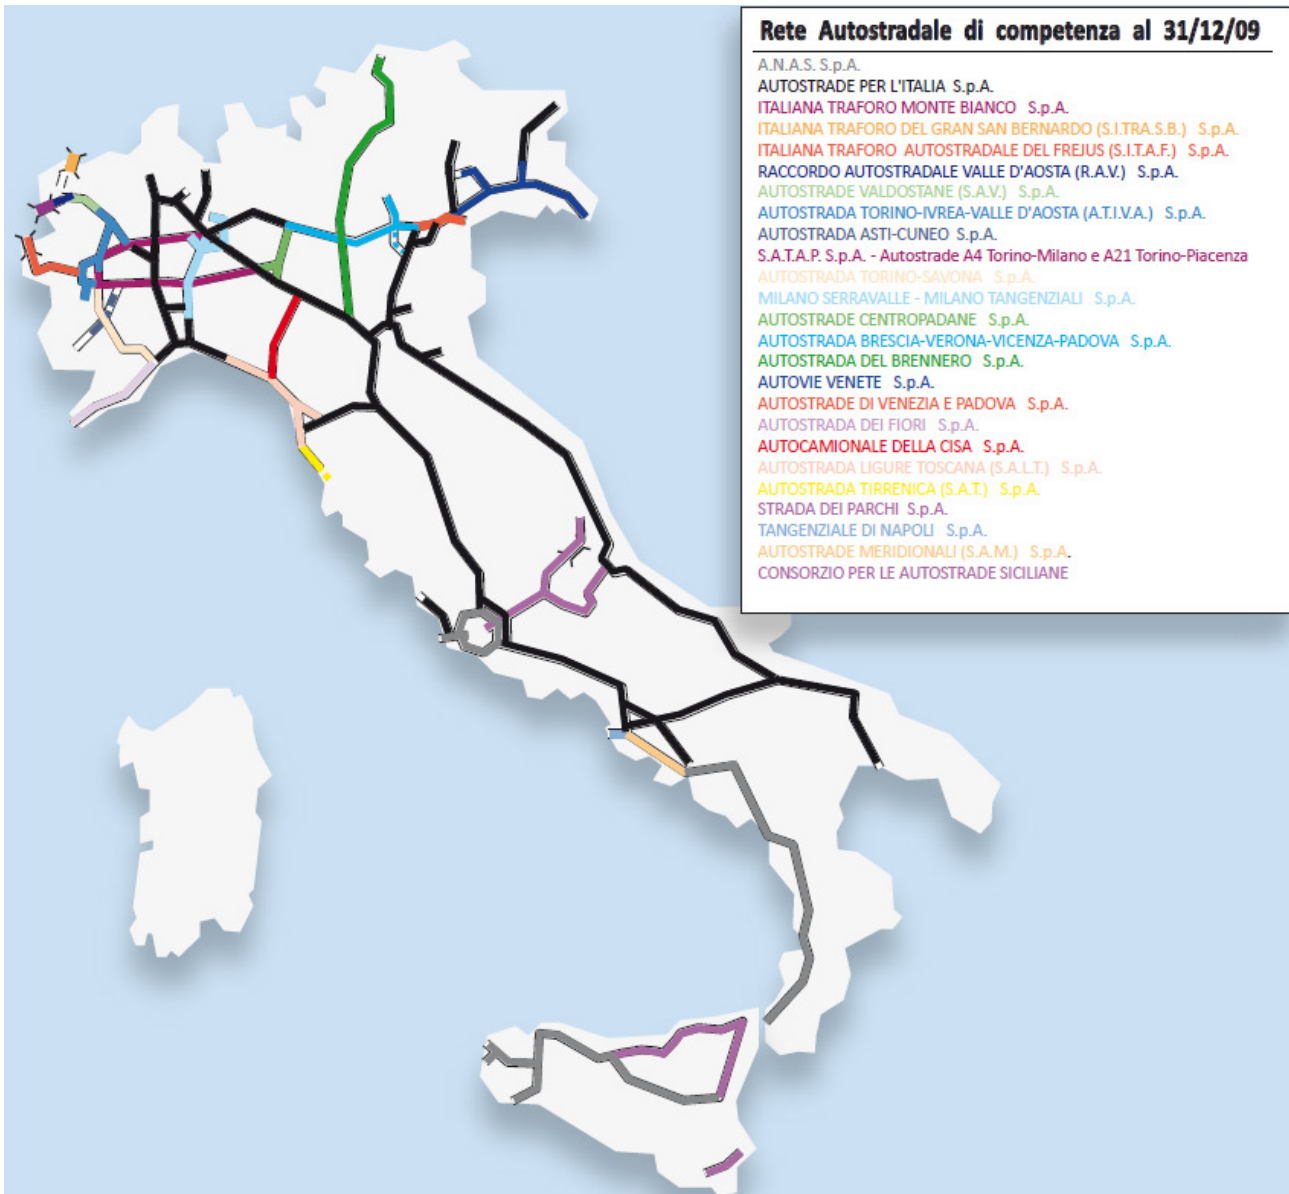 Rete Autostradale di competenza al 31/12/09
A.N.A.S. S.p.A.
AUTOSTRADE PER L'ITALIA S.p.A.
ITALIANA TRAFORO MONTE BIANCO S.p.A.
ITALIANA TRAFORO DEL GRAN SAN BERNARDO (S.I.TRA.S.B.) S.p.A.
ITALIANA TRAFORO AUTOSTRADALE DEL FREJUS (S.I.T.A.F.) S.p.A.
RACCORDO AUTOSTRADALE VALLE D'AOSTA (R.A.V.) S.p.A.
AUTOSTRADE VALDOSTANE (S.A.V.) S.p.A.
AUTOSTRADA TORINO-IVREA-VALLE D'AOSTA (A.T.I.V.A.) S.p.A.
AUTOSTRADA ASTI-CUNEO S.p.A.
S.A.T.A.P. S.p.A. - Autostrade A4 Torino-Milano e A21 Torino-Piacenza
AUTOSTRADA TORINO-SAVONA S.p.A.
MILANO SERRAVALLE - MILANO TANGENZIALI S.p.A.
AUTOSTRADE CENTROPADANE S.p.A.
AUTOSTRADA BRESCIA-VERONA-VICENZA-PADOVA S.p.A.
AUTOSTRADA DEL BRENNERO S.p.A.
AUTOVIE VENETE S.p.A.
AUTOSTRADE DI VENEZIA E PADOVA S.p.A.
AUTOSTRADA DEI FIORI S.p.A.
AUTOCAMIONALE DELLA CISA S.p.A.
AUTOSTRADA LIGURE TOSCANA (S.A.L.T.) S.p.A.
AUTOSTRADA TIRRENICA (S.A.T.) S.p.A.
STRADA DEI PARCHI S.p.A.
TANGENZIALE DI NAPOLI S.p.A.
AUTOSTRADE MERIDIONALI (S.A.M.) S.p.A.
CONSORZIO PER LE AUTOSTRADE SICILIANE